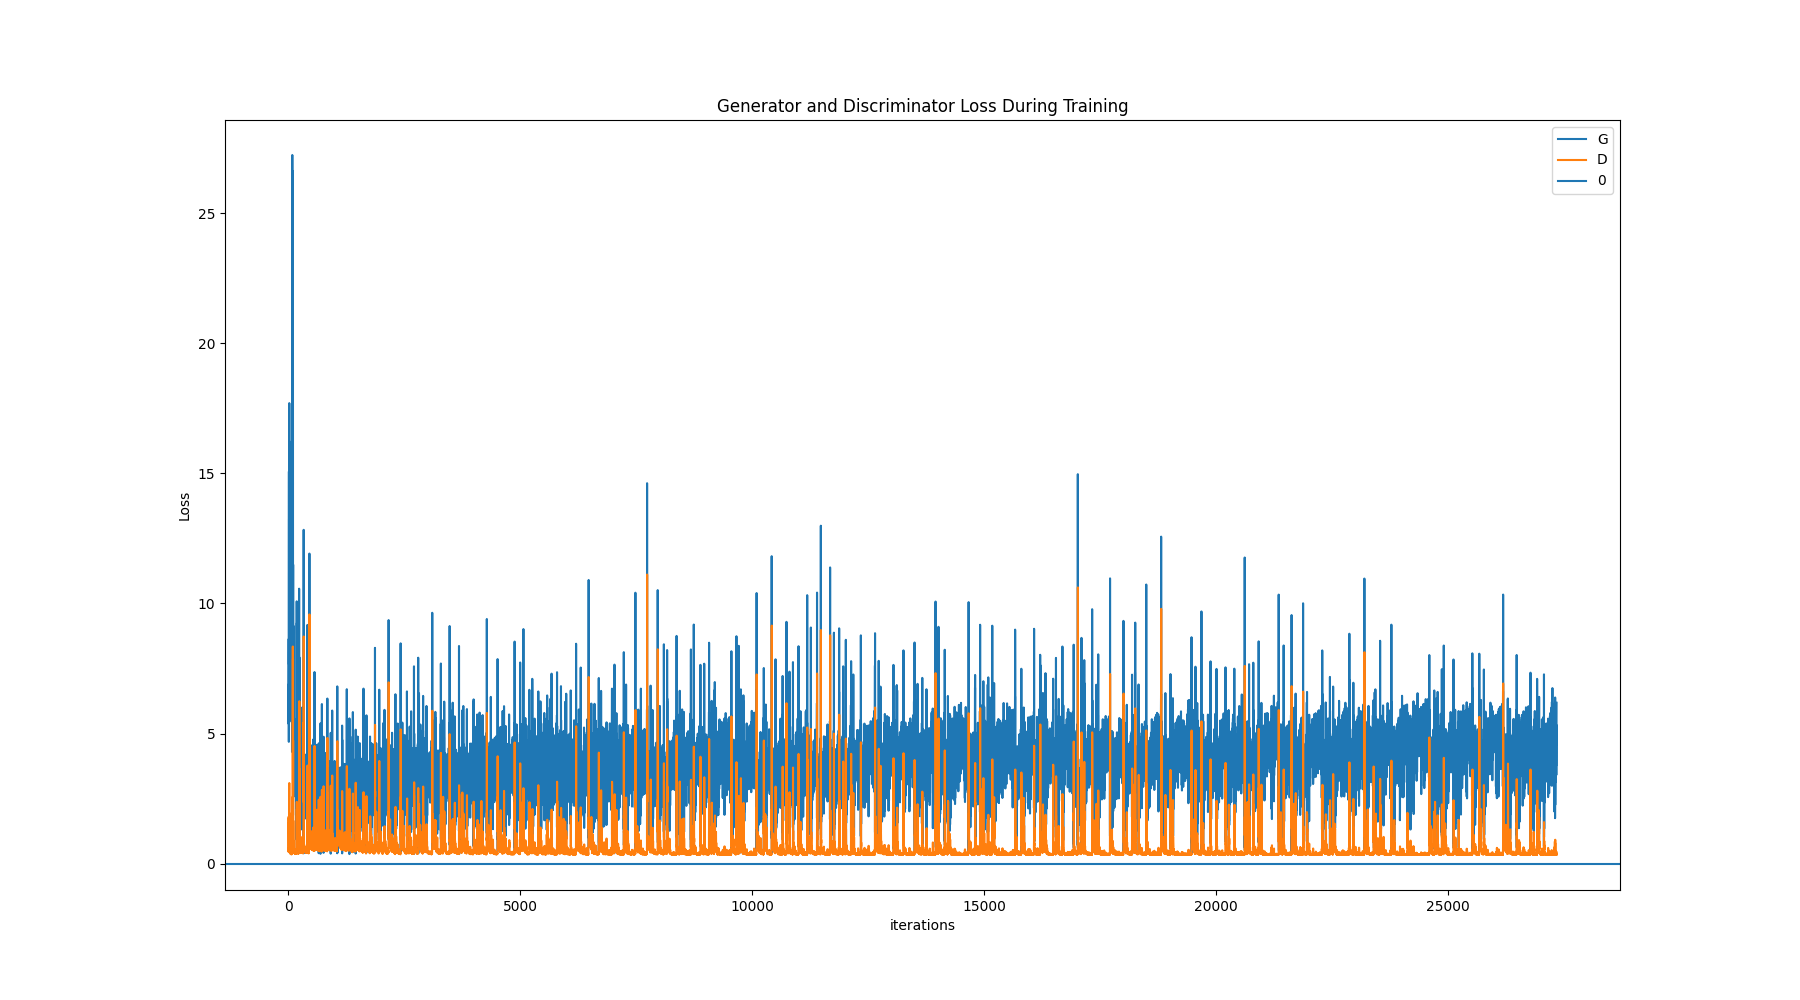 Generator and Discriminator Loss During Training
G
D
0
Loss
25
20
15
10
5
0
0
5000
10000
15000
20000
25000
iterations